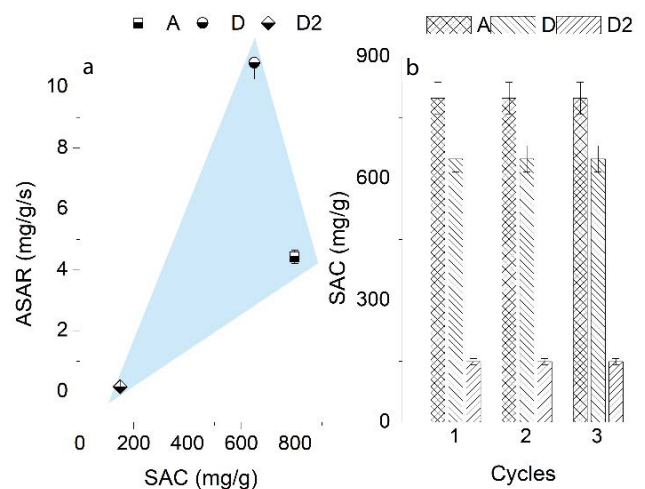 A D D2
a
ASAR (mg/g/s)
10
8
6
4
2
0
0 200 400 600 800
SAC (mg/g)
A D D2
b
SAC (mg/g)
900
600
300
0
1 2 3
Cycles